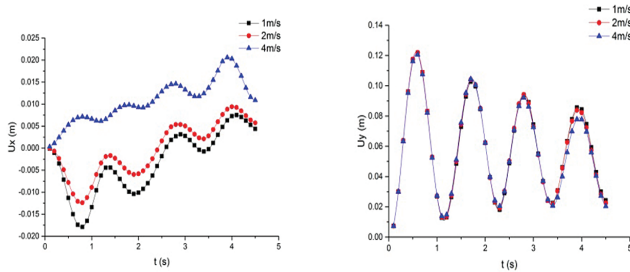 1m/s
2m/s
4m/s
0.025
0.020
0.015
0.010
0.005
0.000
-0.005
-0.010
-0.015
-0.020
Ux (m)
0 1 2 3 4 5
t (s)
1m/s
2m/s
4m/s
0.14
0.12
0.10
0.08
0.06
0.04
0.02
0.00
Uy (m)
0 1 2 3 4 5
t (s)